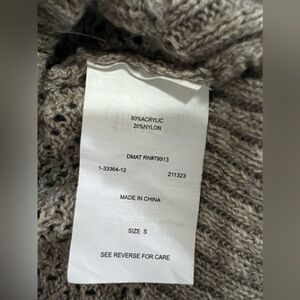 80%ACRYLIC
20%NYLON
DMAT RN#79913
1-33364-12 211323
MADE IN CHINA
SIZE S
SEE REVERSE FOR CARE